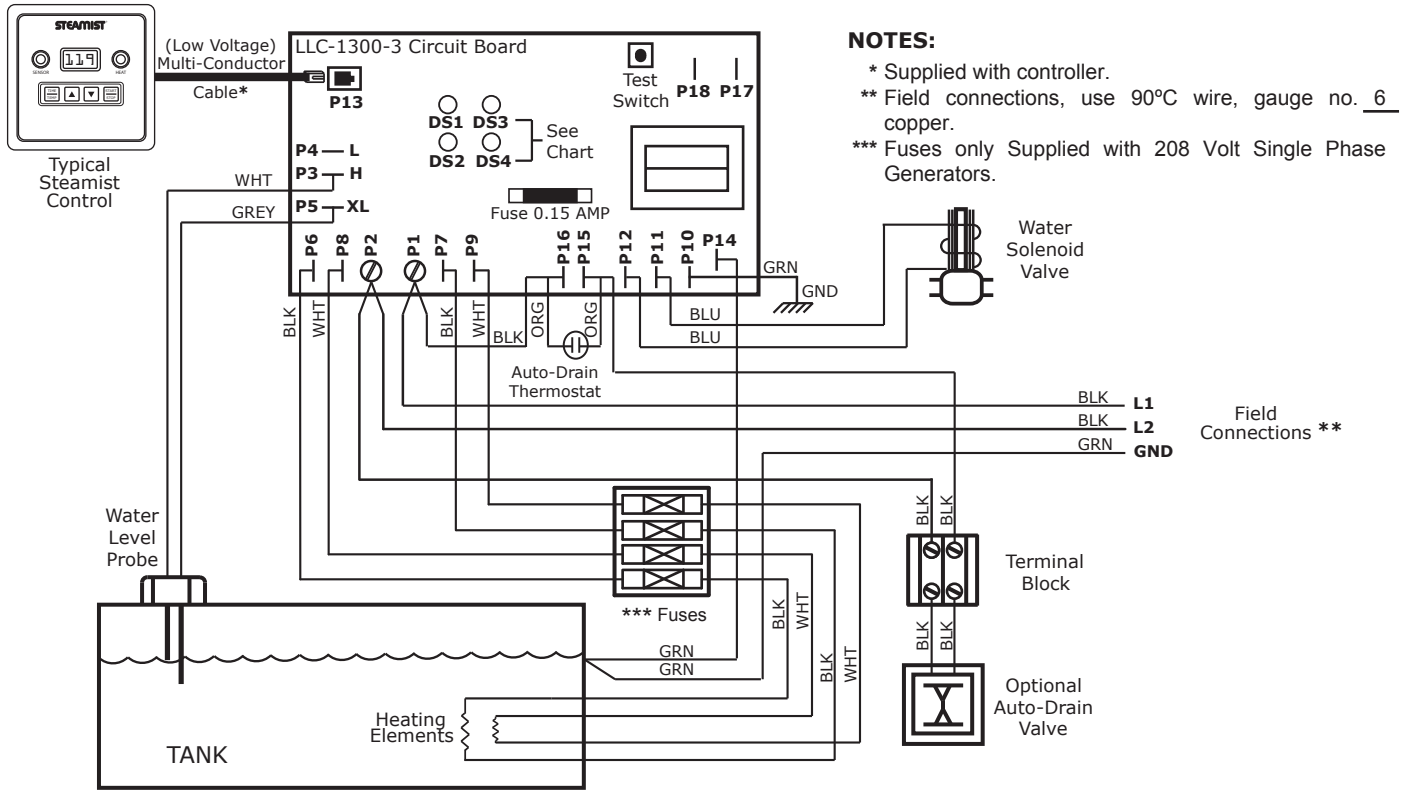 STEAMIST
119
SENSOR
HEAT
TIME
TEMP
START
STOP
Typical
Steamist
Control
(Low Voltage)
Multi-Conductor
Cable*
LLC-1300-3 Circuit Board
P13
DS1 DS3
DS2 DS4
See
Chart
Test
Switch
P18 P17
Fuse 0.15 AMP
P4 L
P3 H
P5 XL
WHT
GREY
P6
P8
P2
P1
P7
P9
P16
P15
P12
P11
P10
P14
GRN
GND
BLK
WHT
BLK
WHT
BLK
ORG
ORG
BLU
BLU
Auto-Drain
Thermostat
NOTES:
* Supplied with controller.
** Field connections, use 90ºC wire, gauge no. 6
copper.
*** Fuses only Supplied with 208 Volt Single Phase
Generators.
Water
Solenoid
Valve
BLK L1
BLK L2
GRN GND
Field
Connections **
Water
Level
Probe
*** Fuses
BLK
WHT
BLK
WHT
GRN
GRN
Heating
Elements
TANK
BLK
BLK
Terminal
Block
BLK
BLK
Optional
Auto-Drain
Valve